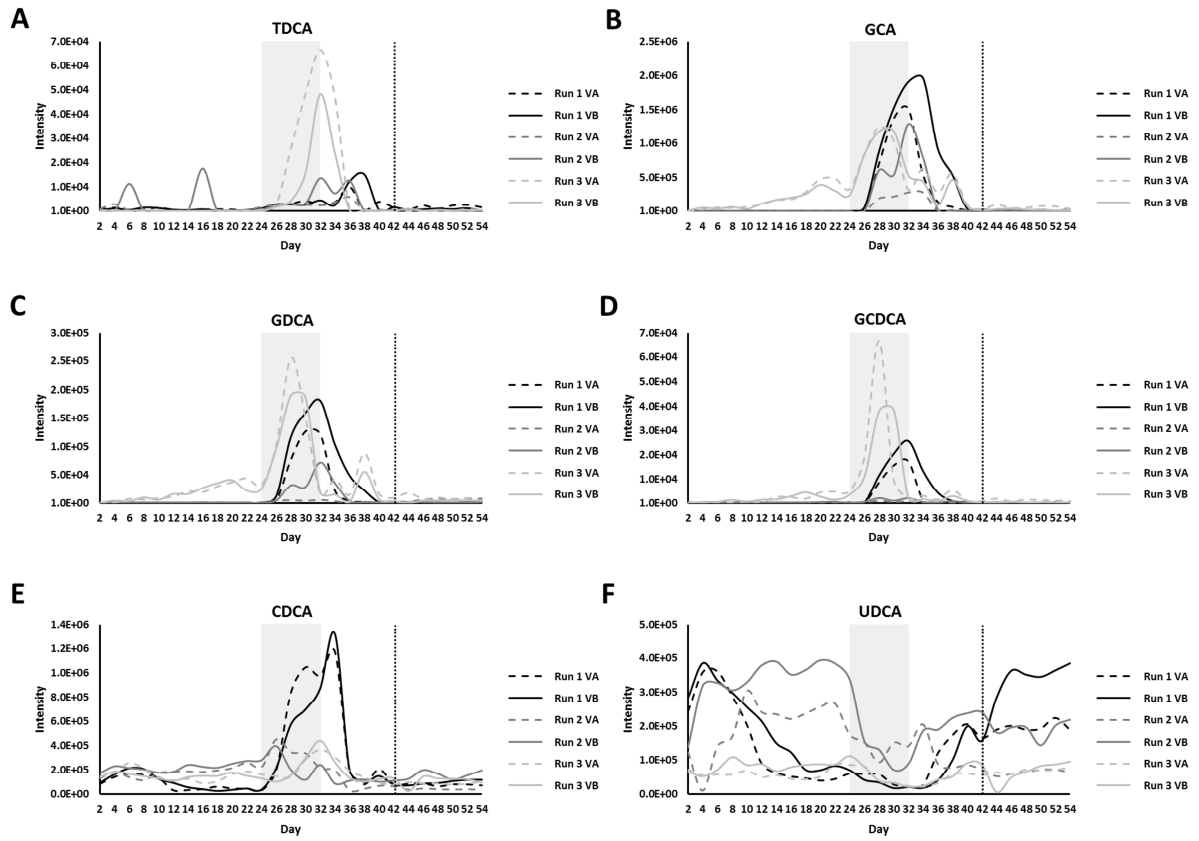 A
TDCA
7.0E+04
6.0E+04
5.0E+04
4.0E+04
3.0E+04
2.0E+04
1.0E+04
1.0E+00
Intensity
2 4 6 8 10 12 14 16 18 20 22 24 26 28 30 32 34 36 38 40 42 44 46 48 50 52 54
Day
Run 1 VA
Run 1 VB
Run 2 VA
Run 2 VB
Run 3 VA
Run 3 VB
B
GCA
2.5E+06
2.0E+06
1.5E+06
1.0E+06
5.0E+05
1.0E+00
Intensity
2 4 6 8 10 12 14 16 18 20 22 24 26 28 30 32 34 36 38 40 42 44 46 48 50 52 54
Day
Run 1 VA
Run 1 VB
Run 2 VA
Run 2 VB
Run 3 VA
Run 3 VB
C
GDCA
3.0E+05
2.5E+05
2.0E+05
1.5E+05
1.0E+05
5.0E+04
1.0E+00
Intensity
2 4 6 8 10 12 14 16 18 20 22 24 26 28 30 32 34 36 38 40 42 44 46 48 50 52 54
Day
Run 1 VA
Run 1 VB
Run 2 VA
Run 2 VB
Run 3 VA
Run 3 VB
D
GCDCA
7.0E+04
6.0E+04
5.0E+04
4.0E+04
3.0E+04
2.0E+04
1.0E+04
1.0E+00
Intensity
2 4 6 8 10 12 14 16 18 20 22 24 26 28 30 32 34 36 38 40 42 44 46 48 50 52 54
Day
Run 1 VA
Run 1 VB
Run 2 VA
Run 2 VB
Run 3 VA
Run 3 VB
E
CDCA
1.4E+06
1.2E+06
1.0E+06
8.0E+05
6.0E+05
4.0E+05
2.0E+05
0.0E+00
Intensity
2 4 6 8 10 12 14 16 18 20 22 24 26 28 30 32 34 36 38 40 42 44 46 48 50 52 54
Day
Run 1 VA
Run 1 VB
Run 2 VA
Run 2 VB
Run 3 VA
Run 3 VB
F
UDCA
5.0E+05
4.0E+05
3.0E+05
2.0E+05
1.0E+05
0.0E+00
Intensity
2 4 6 8 10 12 14 16 18 20 22 24 26 28 30 32 34 36 38 40 42 44 46 48 50 52 54
Day
Run 1 VA
Run 1 VB
Run 2 VA
Run 2 VB
Run 3 VA
Run 3 VB